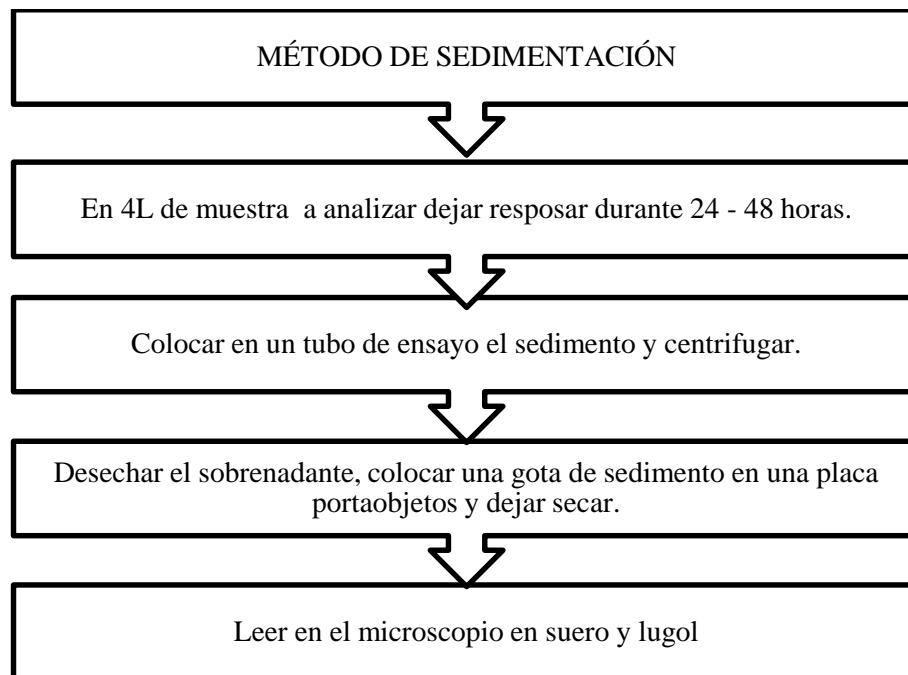 MÉTODO DE SEDIMENTACIÓN
En 4L de muestra a analizar dejar resposar durante 24 - 48 horas.
Colocar en un tubo de ensayo el sedimento y centrifugar.
Desechar el sobrenadante, colocar una gota de sedimento en una placa
portaobjetos y dejar secar.
Leer en el microscopio en suero y lugol